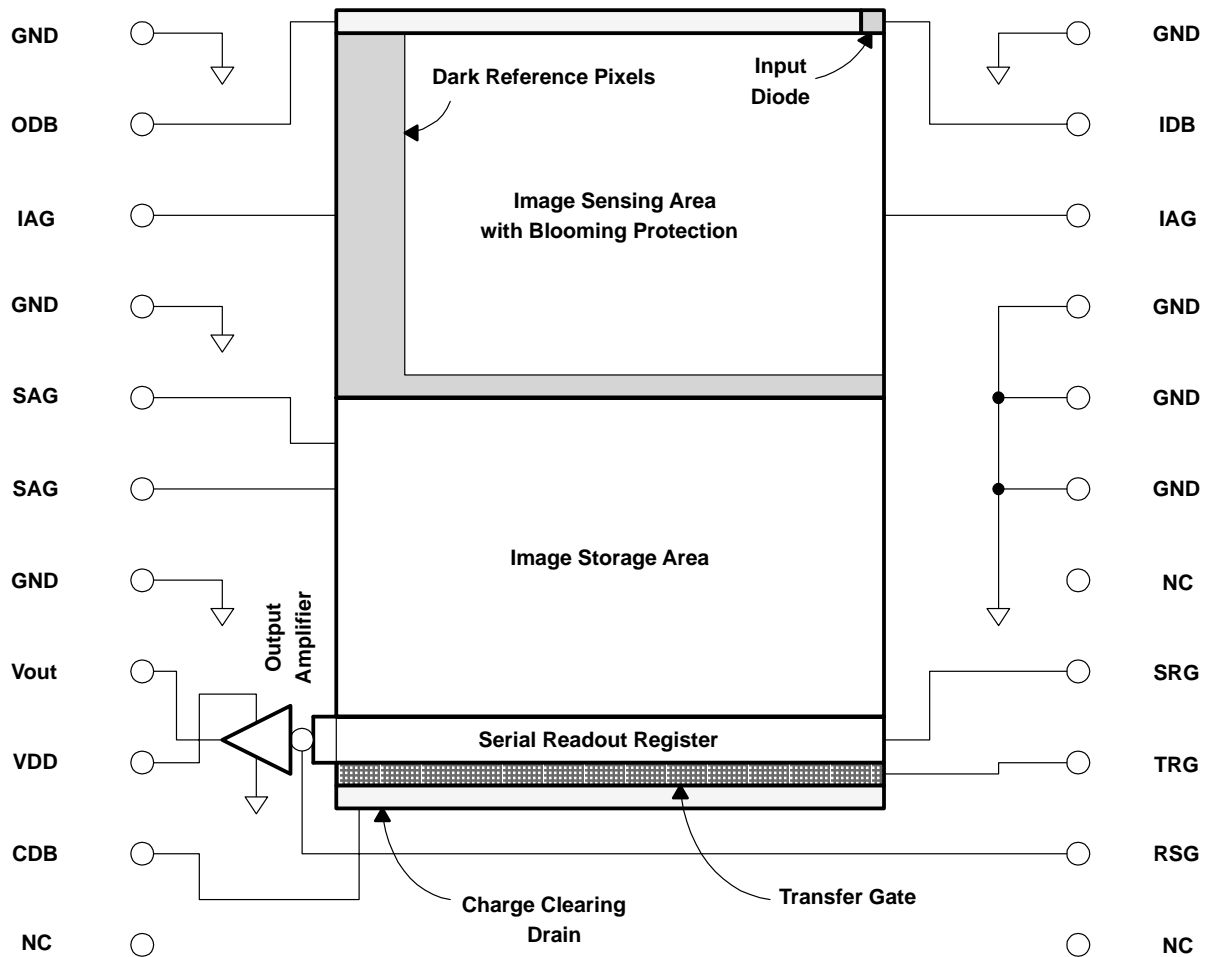 GND
ODB
IAG
GND
SAG
SAG
GND
Vout
VDD
CDB
NC
Dark Reference Pixels
Input
Diode
Image Sensing Area
with Blooming Protection
Image Storage Area
Output
Amplifier
Serial Readout Register
Charge Clearing
Drain
Transfer Gate
GND
IDB
IAG
GND
GND
GND
NC
SRG
TRG
RSG
NC